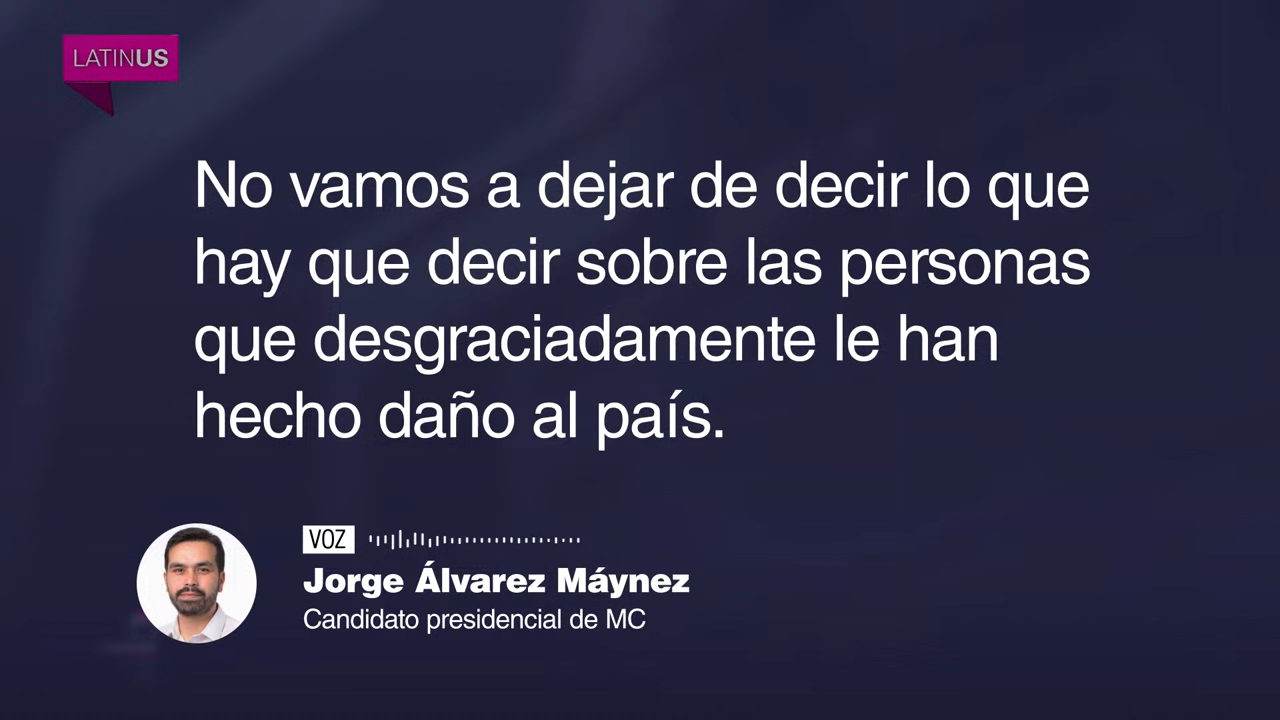 LATINUS
No vamos a dejar de decir lo que
hay que decir sobre las personas
que desgraciadamente le han
hecho daño al país.
VOZ
Jorge Álvarez Máynez
Candidato presidencial de MC